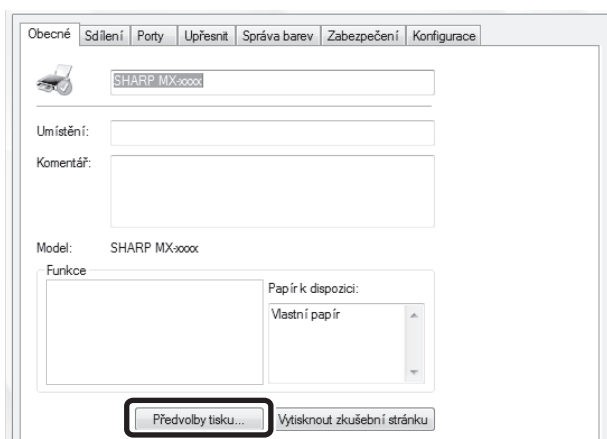 Obecné Sdílení Porty Upřesnit Správa barev Zabezpečení Konfigurace
SHARP MX-xxxx
Umístění:
Komentář:
Model: SHARP MX-xxxx
Funkce
Papír k dispozici:
Vlastní papír
Předvolby tisku... Vytisknout zkušební stránku